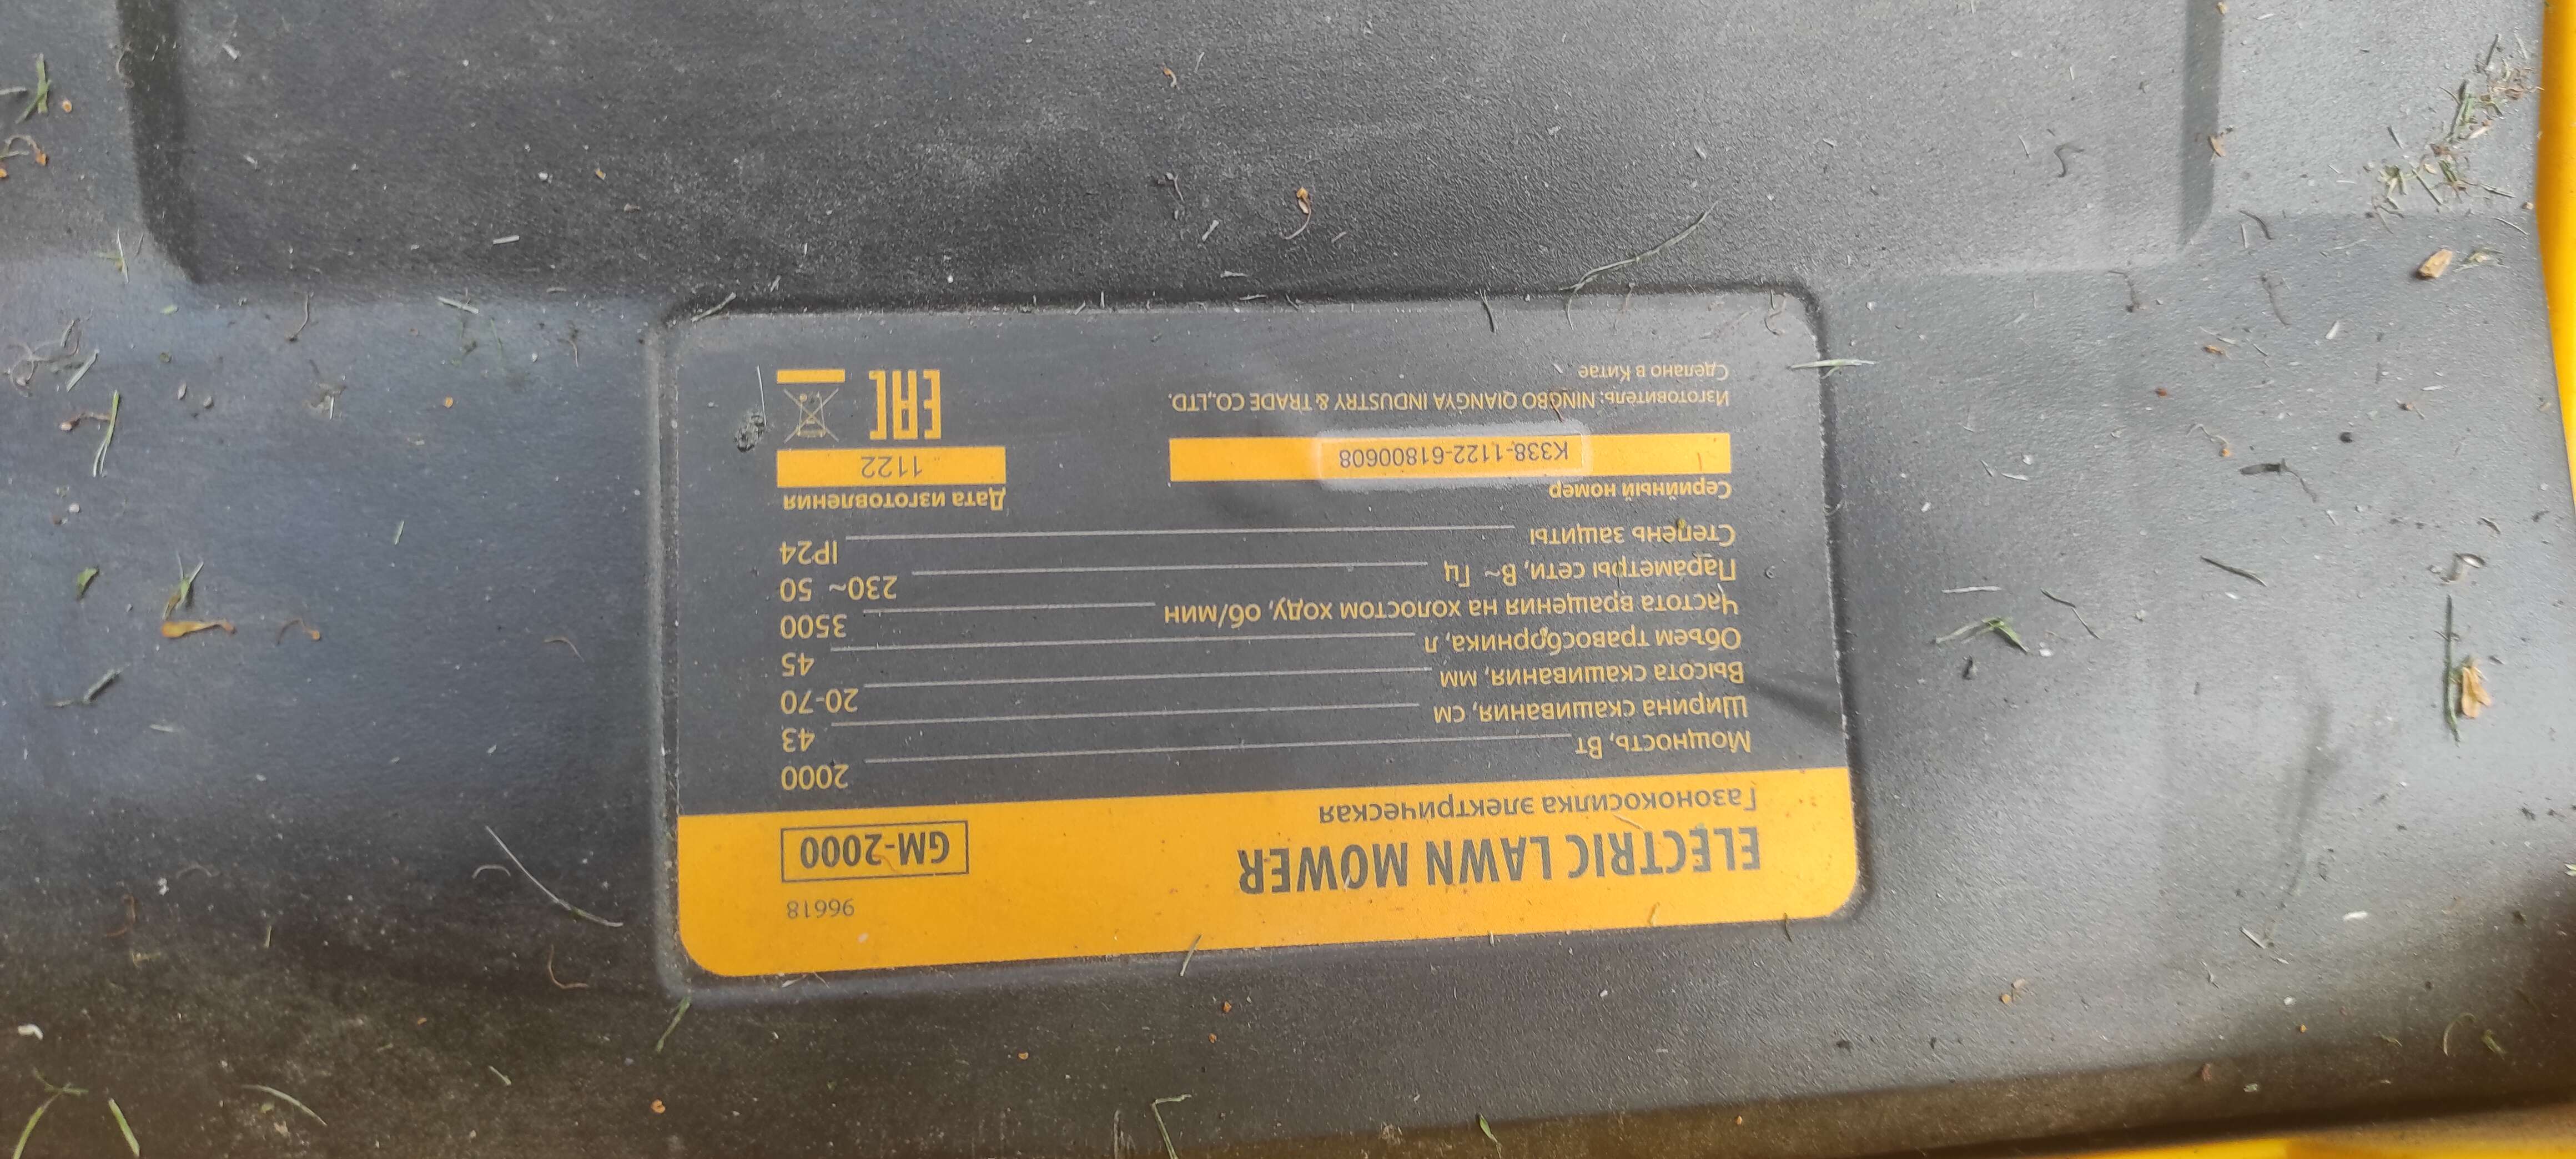 96618
ELECTRIC LAWN MOWER GM-2000
Газонокосилка электрическая
Мощность, Вт 2000
Ширина скашивания, см 43
Высота скашивания, мм 20-70
Объем травосборника, л 45
Частота вращения на холостом ходу, об/мин 3500
Параметры сети, В~ Гц 230~ 50
Степень защиты IP24
Серийный номер Дата изготовления
K338-1122-61800608 1122
Изготовитель: NINGBO QIANGYA INDUSTRY & TRADE CO.,LTD.
Сделано в Китае
EAC